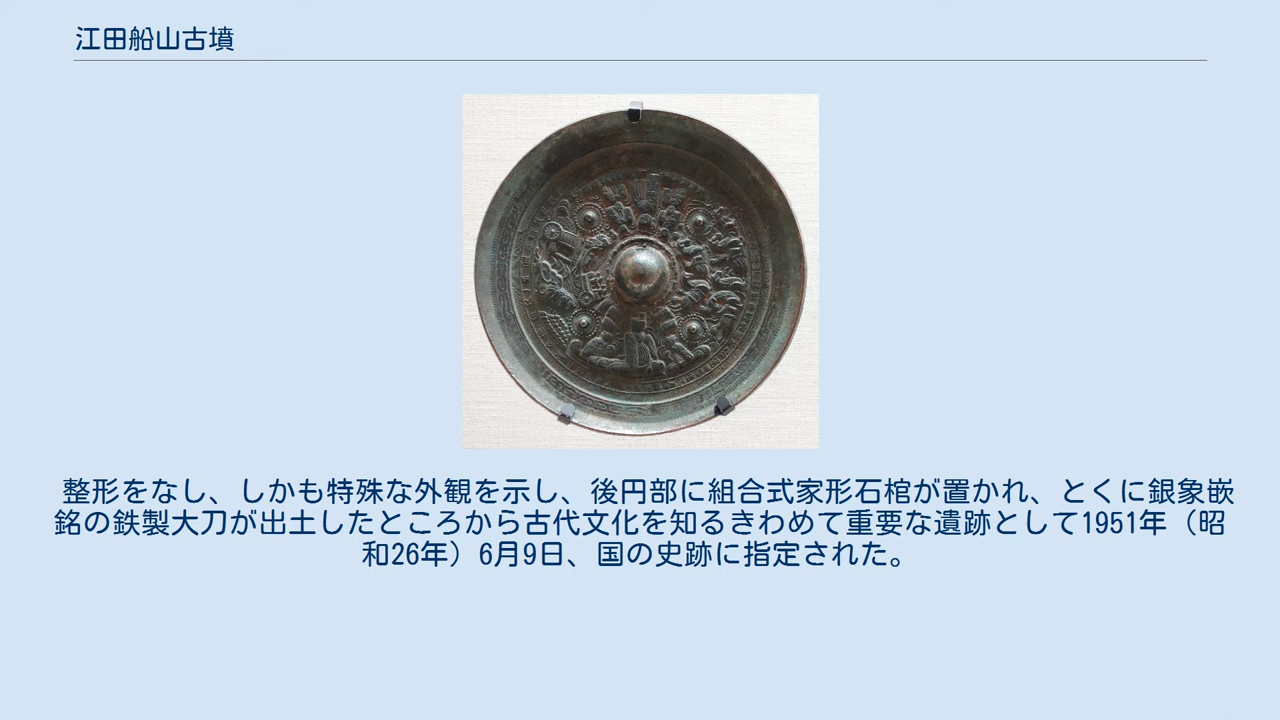 江田船山古墳
整形をなし、しかも特殊な外観を示し、後円部に組合式家形石棺が置かれ、とくに銀象嵌
銘の鉄製大刀が出土したところから古代文化を知るきわめて重要な遺跡として1951年（昭
和26年）6月9日、国の史跡に指定された。